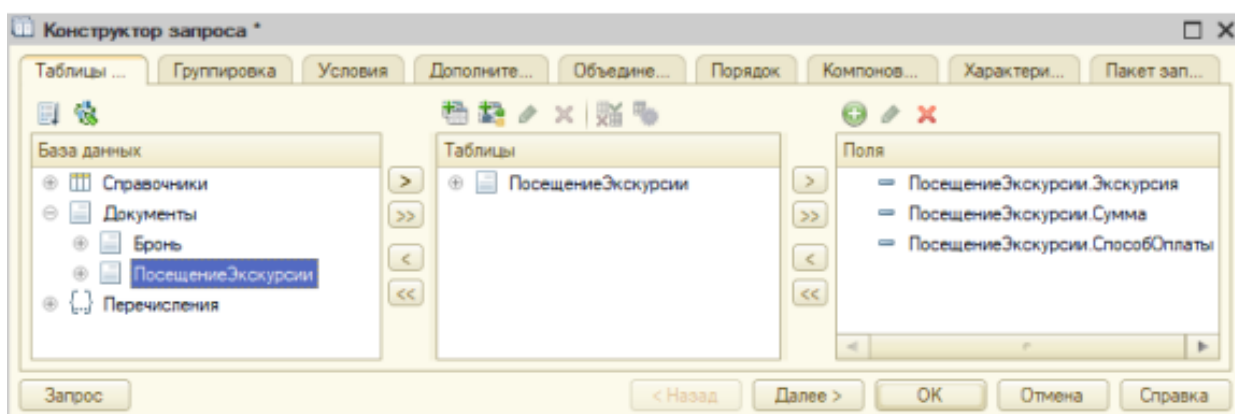 Конструктор запроса *
Таблицы ... Группировка Условия Дополните... Объедине... Порядок Компонов... Характери... Пакет зап...
База данных Таблицы Поля
Справочники > ПосещениеЭкскурсии > ПосещениеЭкскурсии.Экскурсия
Документы >> >> ПосещениеЭкскурсии.Сумма
Бронь < < ПосещениеЭкскурсии.СпособОплаты
ПосещениеЭкскурсии
{...} Перечисления << <<
Запрос < Назад Далее > ОК Отмена Справка